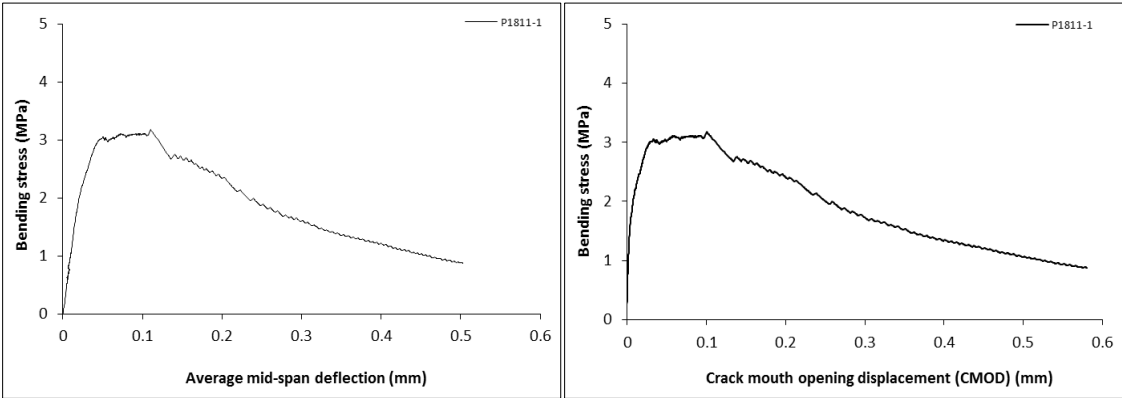 P1811-1
Bending stress (MPa)
5
4
3
2
1
0
0 0.1 0.2 0.3 0.4 0.5 0.6
Average mid-span deflection (mm)
P1811-1
Bending stress (MPa)
5
4
3
2
1
0
0 0.1 0.2 0.3 0.4 0.5 0.6
Crack mouth opening displacement (CMOD) (mm)